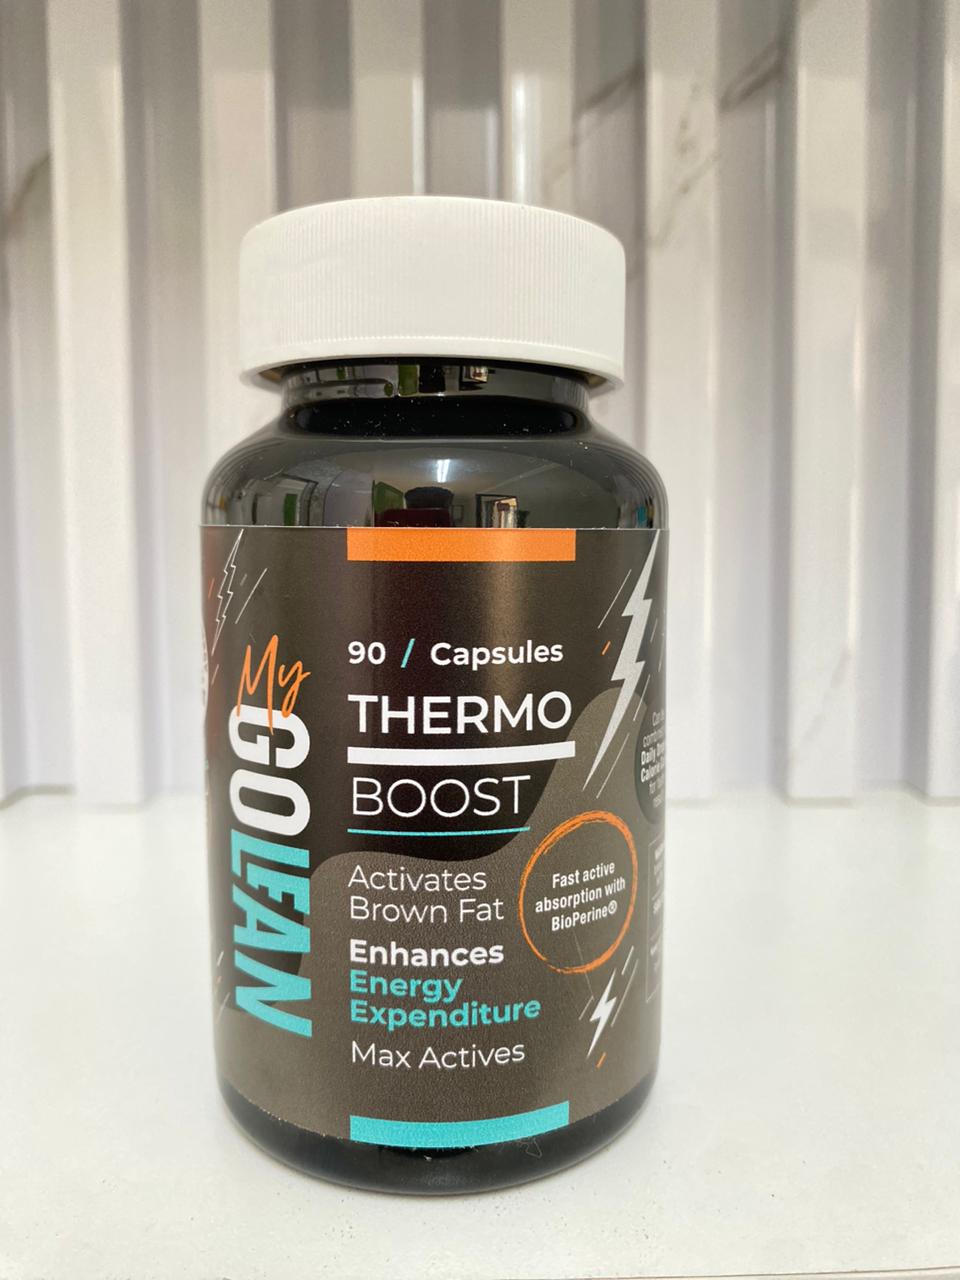 My
GOLEAN
90 / Capsules
THERMO
BOOST
Activates
Brown Fat
Enhances
Energy
Expenditure
Max Actives
Fast active
absorption with
BioPerine®
Daily